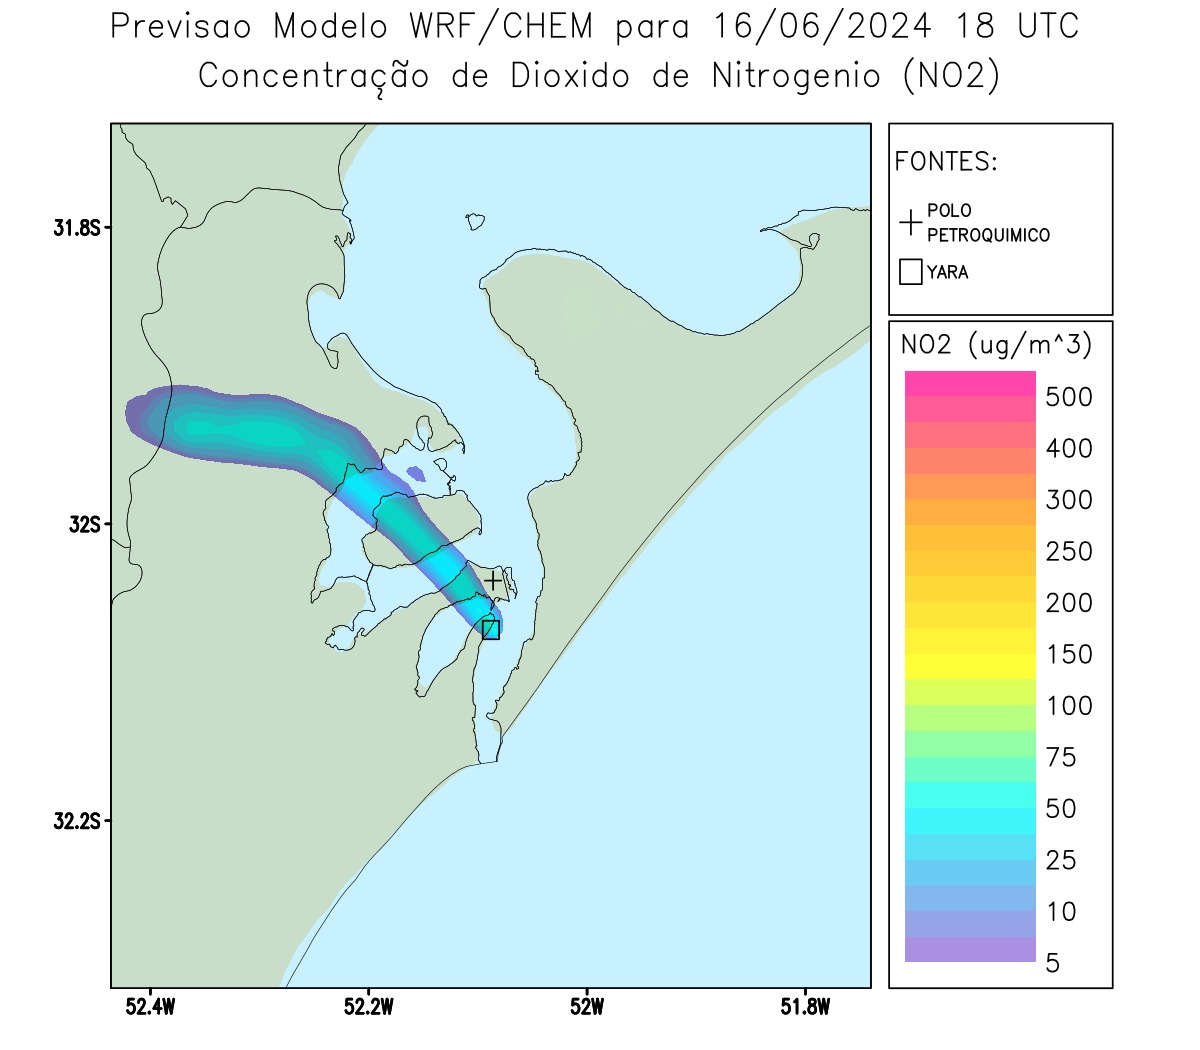 Previsao Modelo WRF/CHEM para 16/06/2024 18 UTC
Concentração de Dioxido de Nitrogenio (NO2)
FONTES:
POLO
PETROQUIMICO
YARA
NO2 (ug/m^3)
500
400
300
250
200
150
100
75
50
25
10
5
31.8S
32S
32.2S
52.4W
52.2W
52W
51.8W